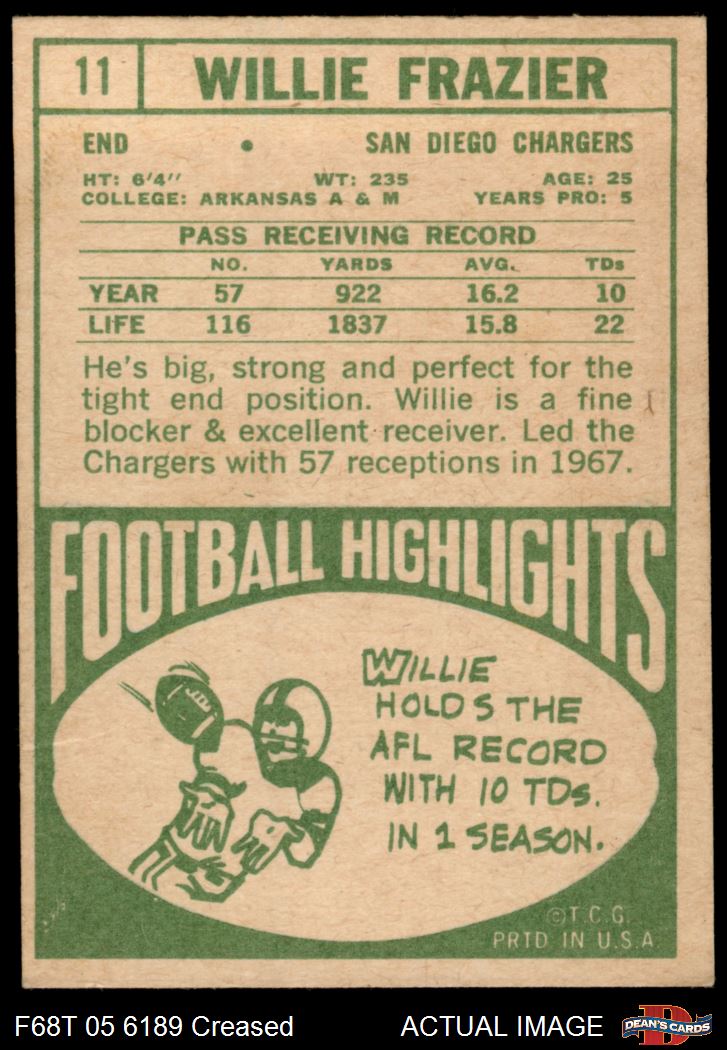 11 WILLIE FRAZIER
END • SAN DIEGO CHARGERS
HT: 6'4'' WT: 235 AGE: 25
COLLEGE: ARKANSAS A & M YEARS PRO: 5
PASS RECEIVING RECORD
NO. YARDS AVG. TDs
YEAR 57 922 16.2 10
LIFE 116 1837 15.8 22
He's big, strong and perfect for the
tight end position. Willie is a fine
blocker & excellent receiver. Led the
Chargers with 57 receptions in 1967.
FOOTBALL HIGHLIGHTS
WILLIE
HOLDS THE
AFL RECORD
WITH 10 TDs.
IN 1 SEASON.
©T.C.G.
PRTD IN U.S.A.
F68T 05 6189 Creased ACTUAL IMAGE D DEAN'S CARDS